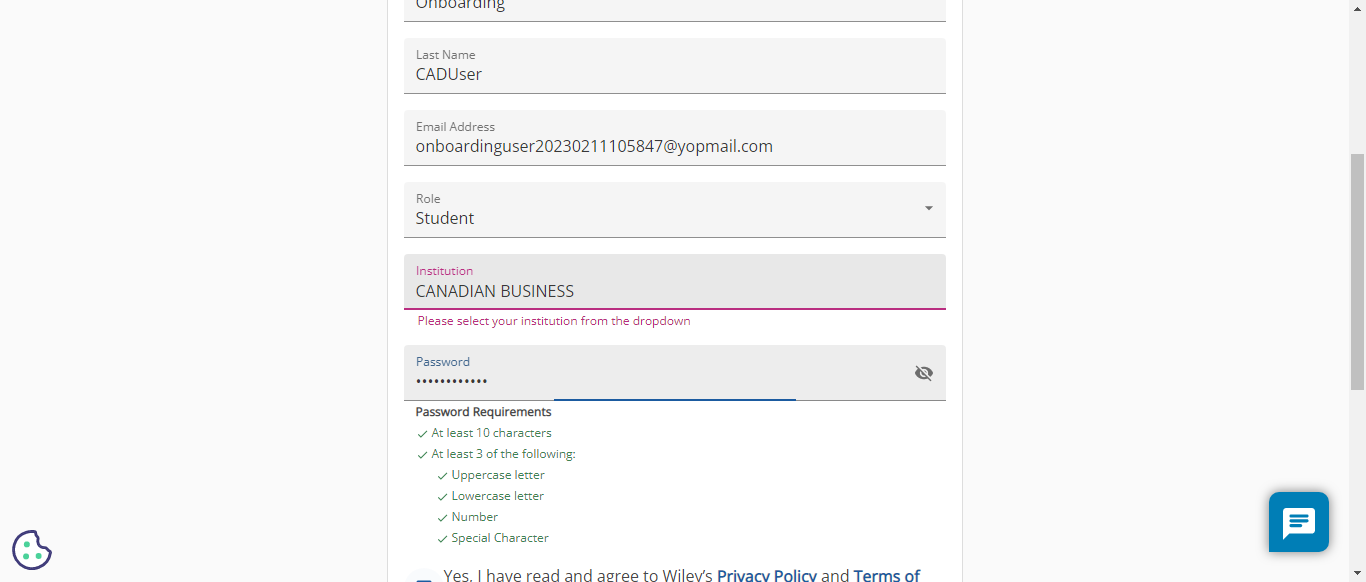 Onboarding
Last Name
CADUser
Email Address
onboardinguser20230211105847@yopmail.com
Role
Student
Institution
CANADIAN BUSINESS
Please select your institution from the dropdown
Password
••••••••••••
Password Requirements
At least 10 characters
At least 3 of the following:
Uppercase letter
Lowercase letter
Number
Special Character
Yes, I have read and agree to Wiley's Privacy Policy and Terms of